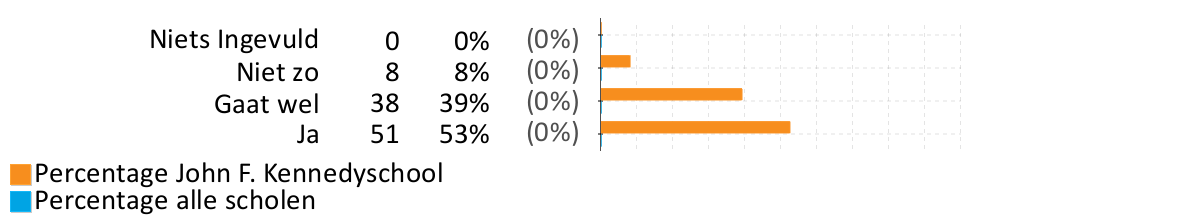 Niets Ingevuld 0 0% (0%)
Niet zo 8 8% (0%)
Gaat wel 38 39% (0%)
Ja 51 53% (0%)
Percentage John F. Kennedyschool
Percentage alle scholen